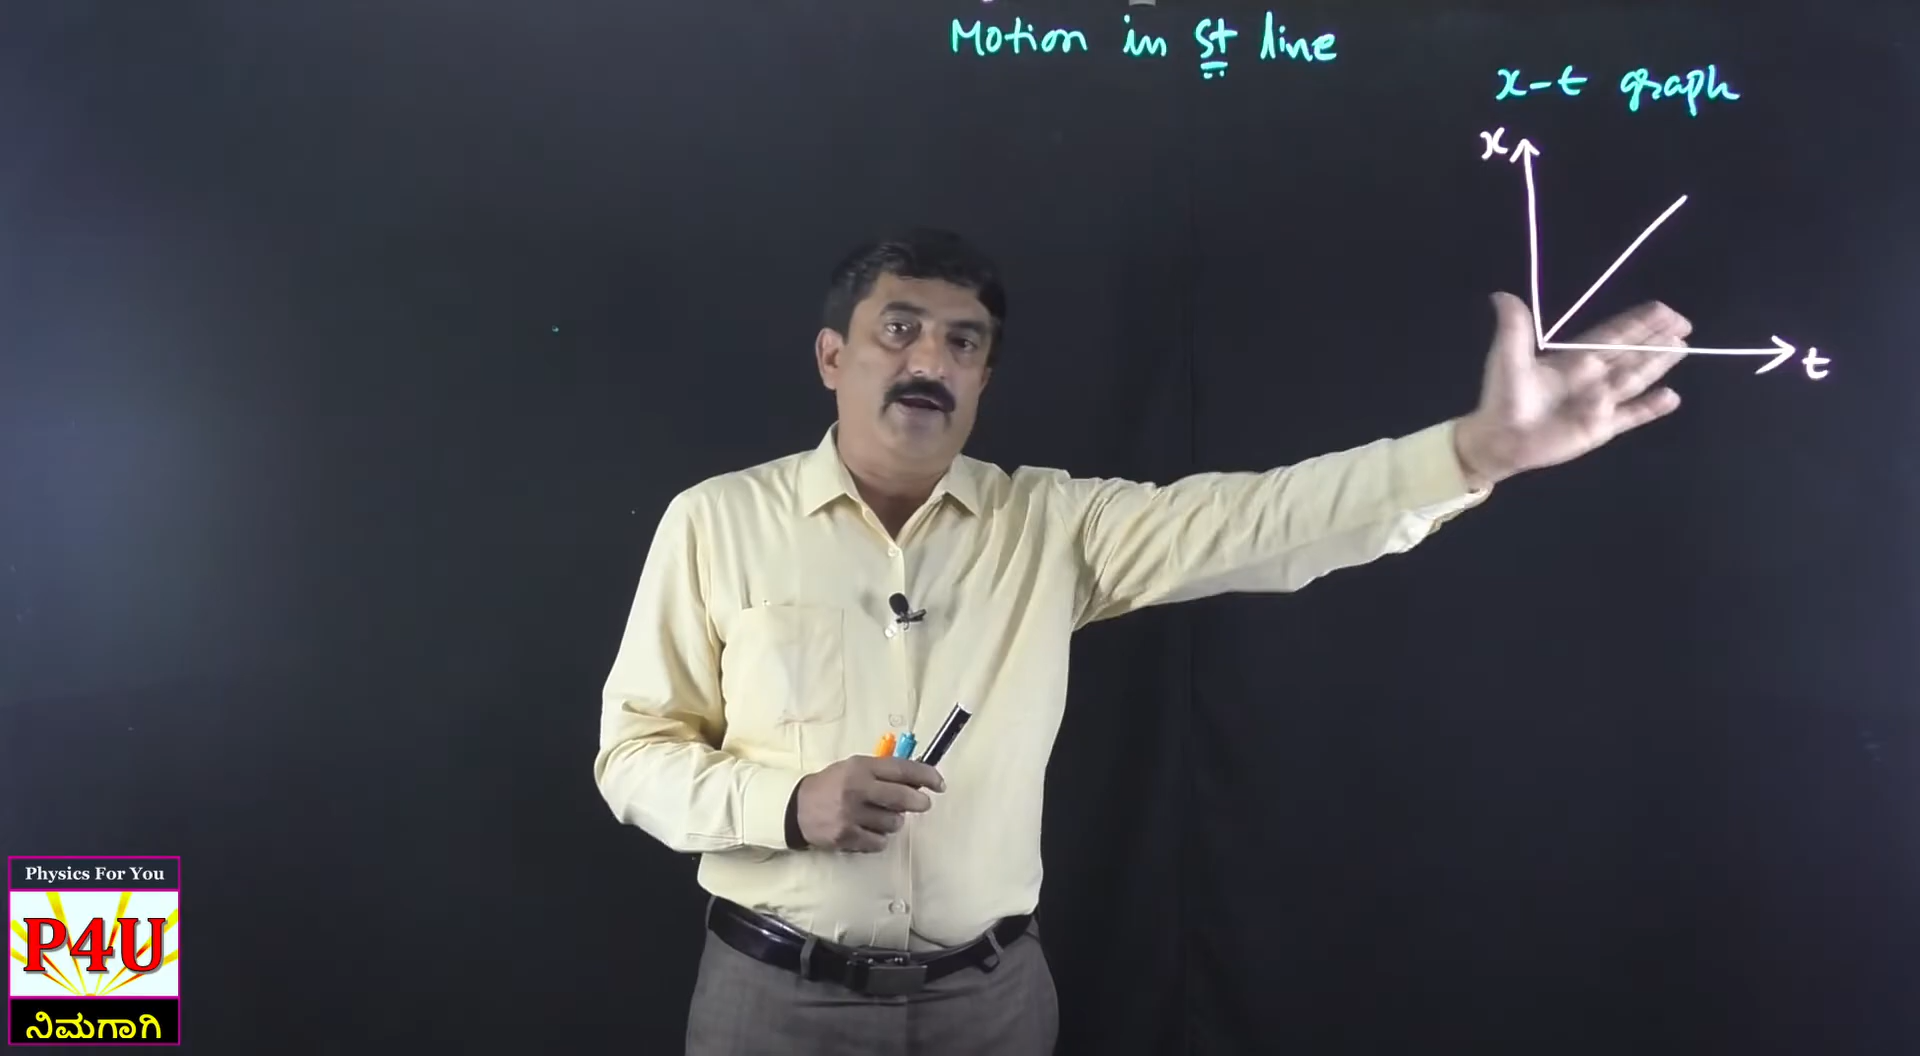 Motion in st line
x-t graph
x
t
Physics For You
P4U
ನಿಮಗಾಗಿ